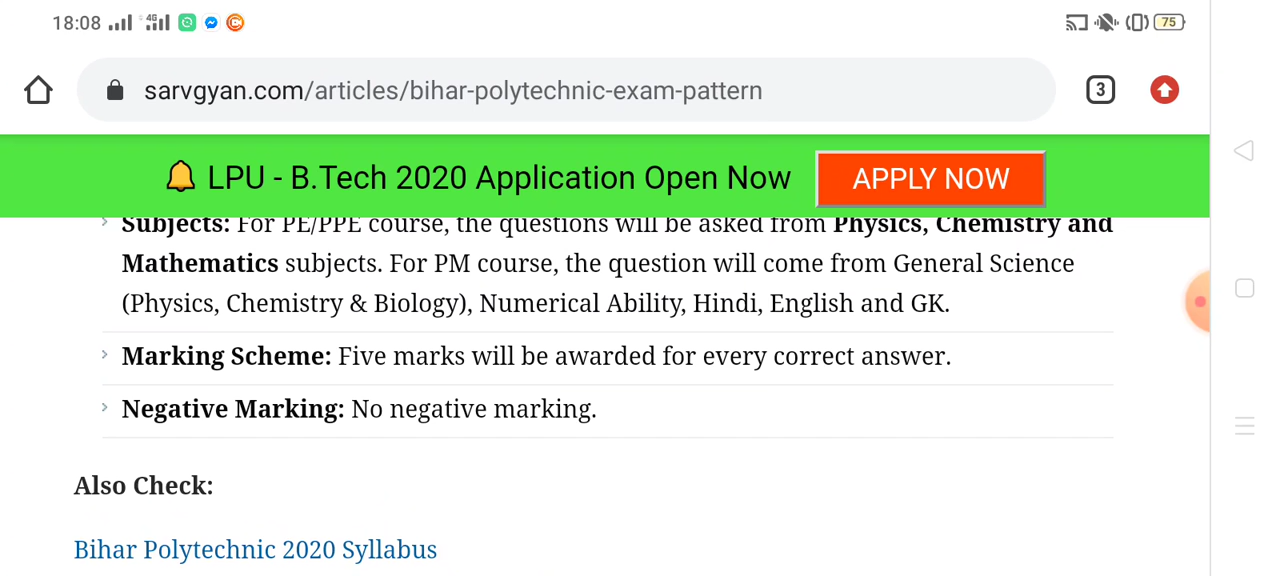 18:08 4G 75
sarvgyan.com/articles/bihar-polytechnic-exam-pattern 3
LPU - B.Tech 2020 Application Open Now APPLY NOW
Subjects: For PE/PPE course, the questions will be asked from Physics, Chemistry and
Mathematics subjects. For PM course, the question will come from General Science
(Physics, Chemistry & Biology), Numerical Ability, Hindi, English and GK.
Marking Scheme: Five marks will be awarded for every correct answer.
Negative Marking: No negative marking.
Also Check:
Bihar Polytechnic 2020 Syllabus